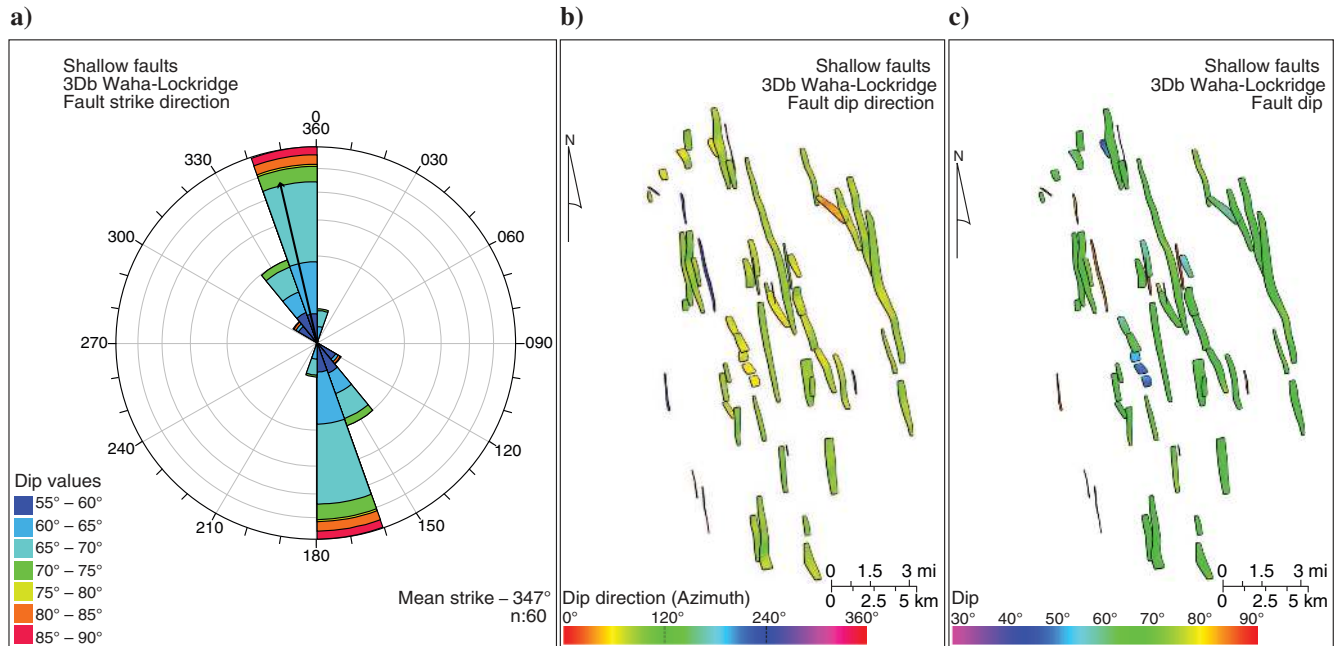 a)
Shallow faults
3Db Waha-Lockridge
Fault strike direction
0
360
030
060
090
120
150
180
210
240
270
300
330
Dip values
55° – 60°
60° – 65°
65° – 70°
70° – 75°
75° – 80°
80° – 85°
85° – 90°
Mean strike – 347°
n:60
b)
Shallow faults
3Db Waha-Lockridge
Fault dip direction
N
0 1.5 3 mi
0 2.5 5 km
Dip direction (Azimuth)
0° 120° 240° 360°
c)
Shallow faults
3Db Waha-Lockridge
Fault dip
N
0 1.5 3 mi
0 2.5 5 km
Dip
30° 40° 50° 60° 70° 80° 90°